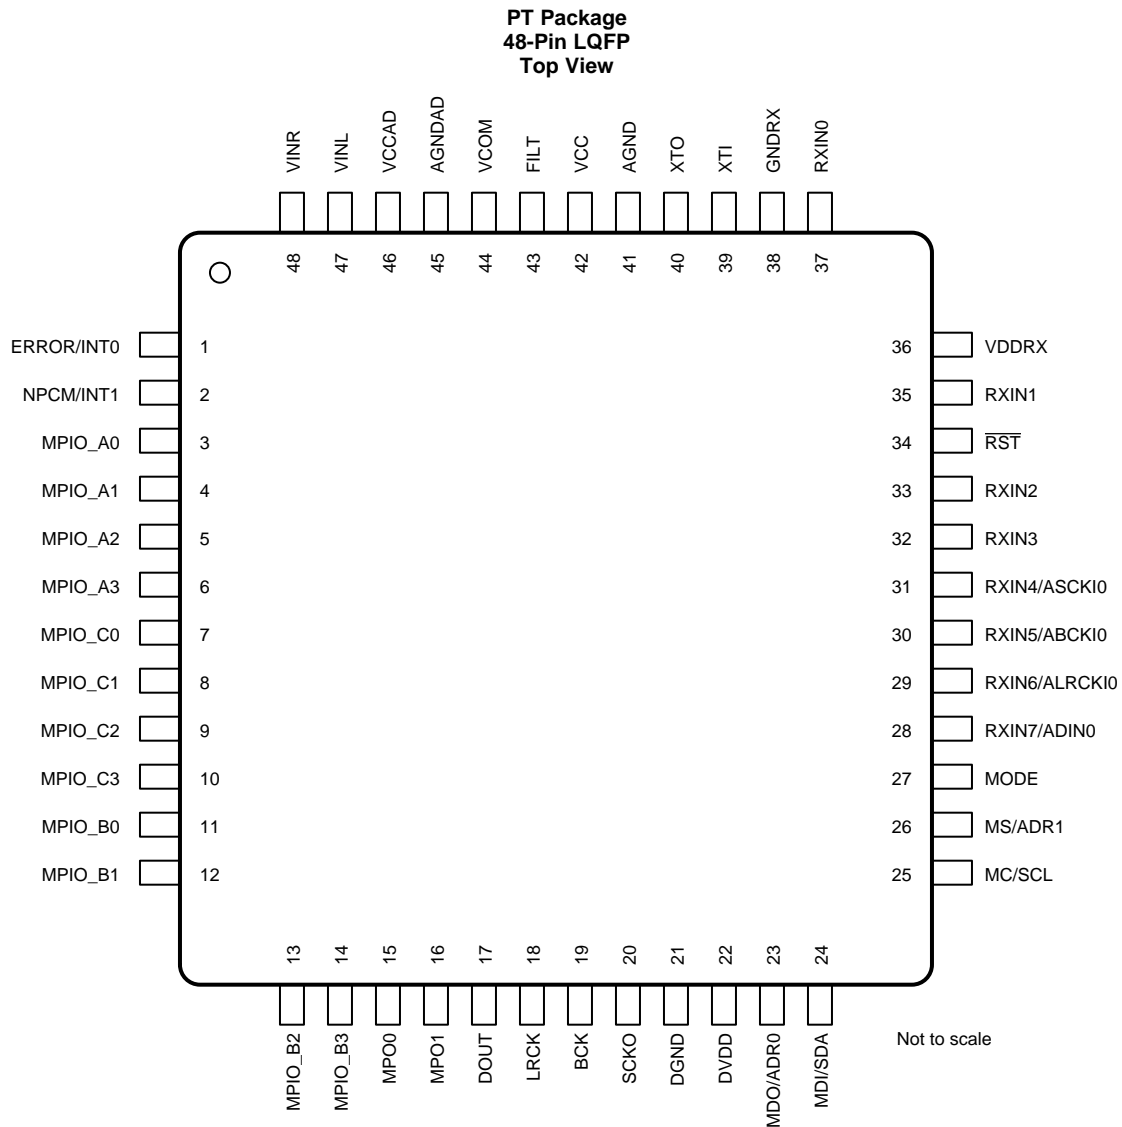 PT Package
48-Pin LQFP
Top View
VINR
VINL
VCCAD
AGNDAD
VCOM
FILT
VCC
AGND
XTO
XTI
GNDRX
RXIN0
48
47
46
45
44
43
42
41
40
39
38
37
ERROR/INT0 1
NPCM/INT1 2
MPIO_A0 3
MPIO_A1 4
MPIO_A2 5
MPIO_A3 6
MPIO_C0 7
MPIO_C1 8
MPIO_C2 9
MPIO_C3 10
MPIO_B0 11
MPIO_B1 12
36 VDDRX
35 RXIN1
34 RST
33 RXIN2
32 RXIN3
31 RXIN4/ASCKI0
30 RXIN5/ABCKI0
29 RXIN6/ALRCKI0
28 RXIN7/ADIN0
27 MODE
26 MS/ADR1
25 MC/SCL
13
14
15
16
17
18
19
20
21
22
23
24
MPIO_B2
MPIO_B3
MPO0
MPO1
DOUT
LRCK
BCK
SCKO
DGND
DVDD
MDO/ADR0
MDI/SDA
Not to scale